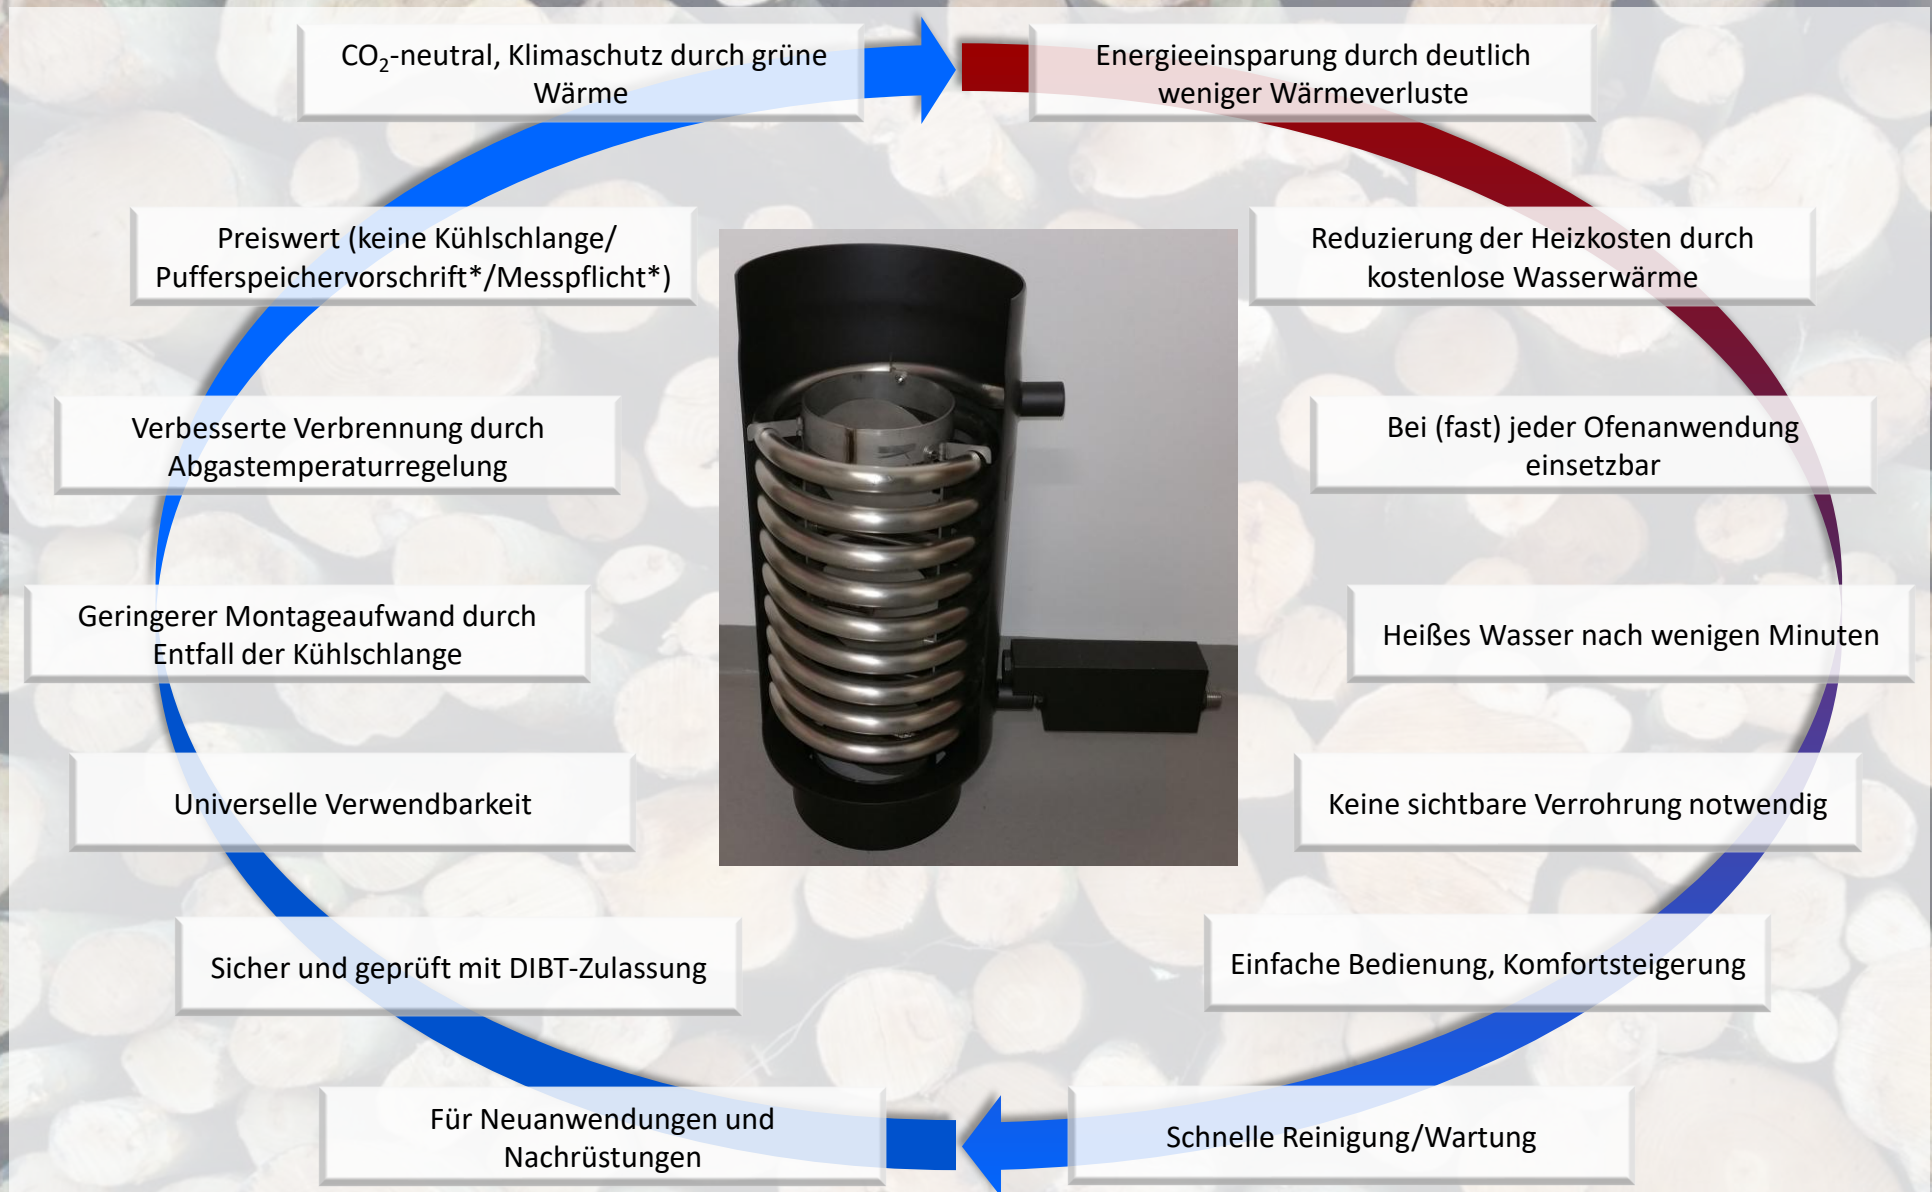 CO₂-neutral, Klimaschutz durch grüne
Wärme
Energieeinsparung durch deutlich
weniger Wärmeverluste
Preiswert (keine Kühlschlange/
Pufferspeichervorschrift*/Messpflicht*)
Reduzierung der Heizkosten durch
kostenlose Wasserwärme
Verbesserte Verbrennung durch
Abgastemperaturregelung
Bei (fast) jeder Ofenanwendung
einsetzbar
Geringerer Montageaufwand durch
Entfall der Kühlschlange
Heißes Wasser nach wenigen Minuten
Universelle Verwendbarkeit
Keine sichtbare Verrohrung notwendig
Sicher und geprüft mit DIBT-Zulassung
Einfache Bedienung, Komfortsteigerung
Für Neuanwendungen und
Nachrüstungen
Schnelle Reinigung/Wartung